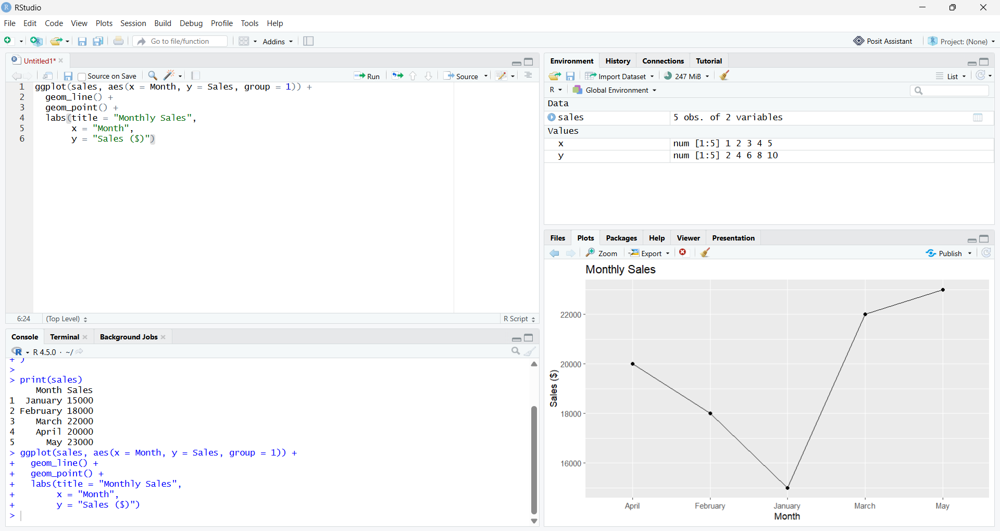 RStudio
File Edit Code View Plots Session Build Debug Profile Tools Help
Go to file/function Addins Posit Assistant Project: (None)
Untitled1*
Source on Save Run Source
1 ggplot(sales, aes(x = Month, y = Sales, group = 1)) +
2 geom_line() +
3 geom_point() +
4 labs(title = "Monthly Sales",
5 x = "Month",
6 y = "Sales ($)")
6:24 (Top Level) R Script
Console Terminal Background Jobs
R 4.5.0 · ~/
+ )
>
> print(sales)
Month Sales
1 January 15000
2 February 18000
3 March 22000
4 April 20000
5 May 23000
> ggplot(sales, aes(x = Month, y = Sales, group = 1)) +
+ geom_line() +
+ geom_point() +
+ labs(title = "Monthly Sales",
+ x = "Month",
+ y = "Sales ($)")
>
Environment History Connections Tutorial
Import Dataset 247 MiB List
R Global Environment
Data
sales 5 obs. of 2 variables
Values
x num [1:5] 1 2 3 4 5
y num [1:5] 2 4 6 8 10
Files Plots Packages Help Viewer Presentation
Zoom Export Publish
Monthly Sales
22000
20000
18000
16000
Sales ($)
April February January March May
Month